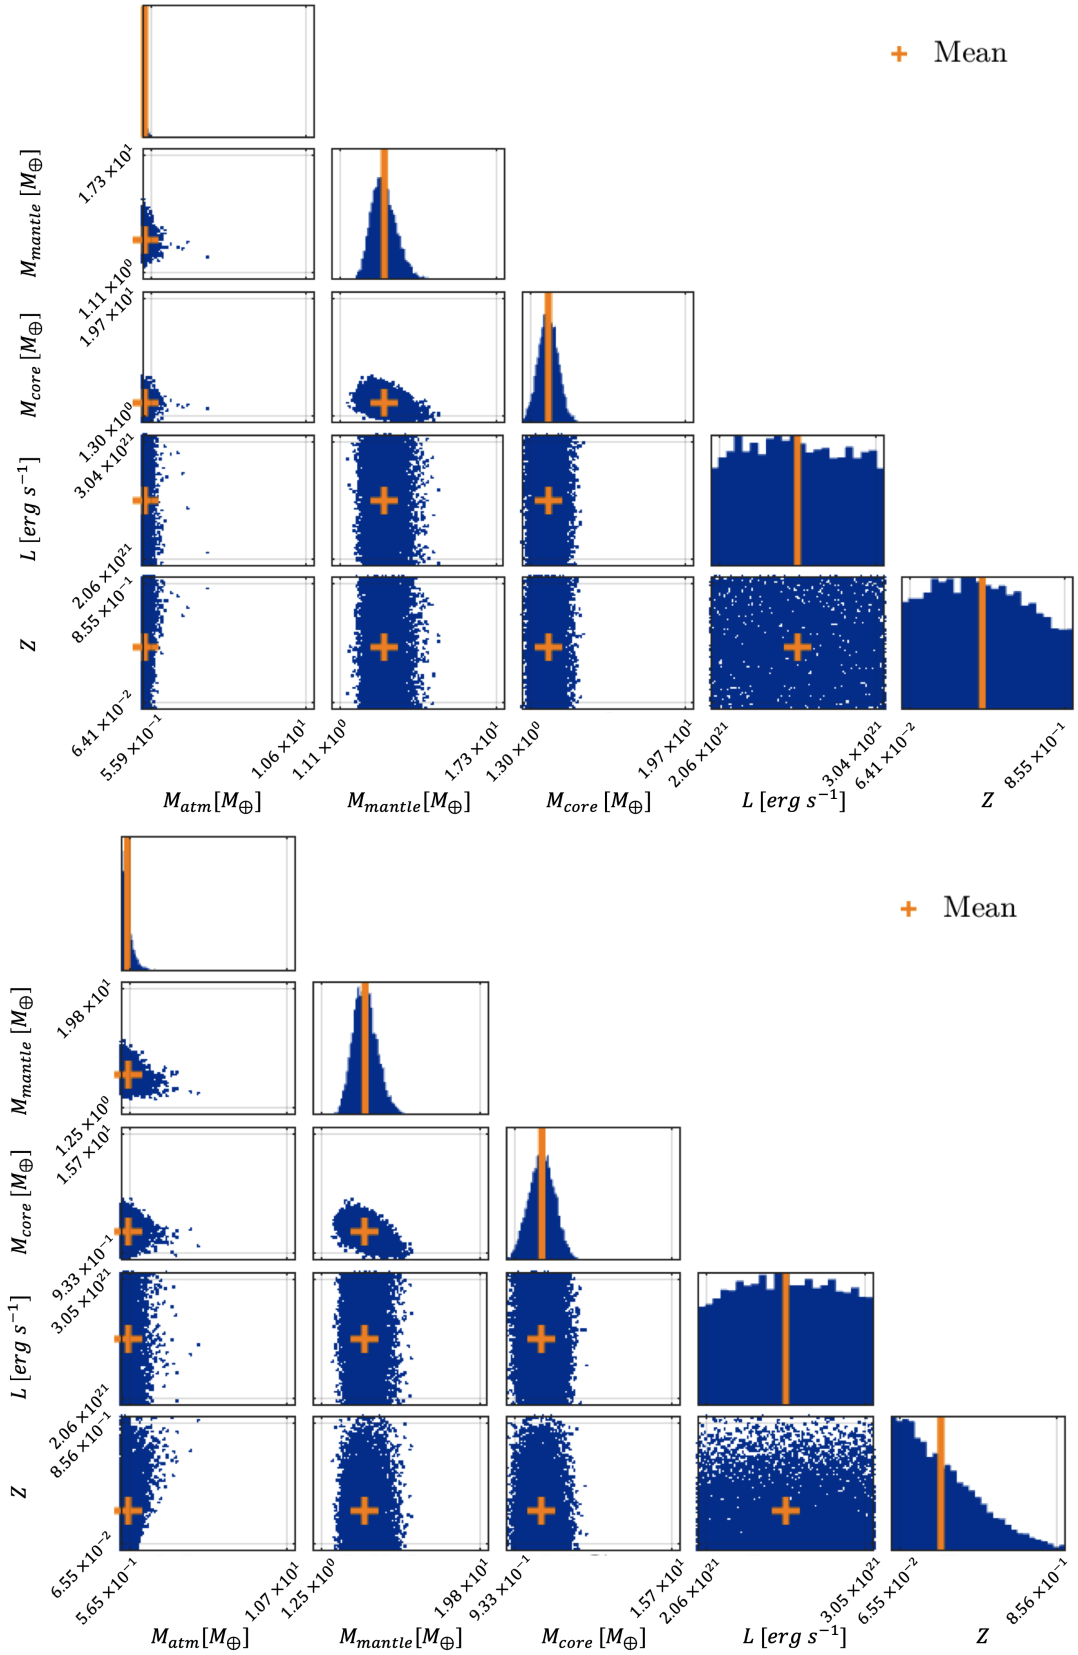 + Mean
M_mantle [M⊕]
1.73 ×10¹
1.11 ×10⁰
M_core [M⊕]
1.97 ×10¹
1.30 ×10⁰
L [erg s⁻¹]
3.04 ×10²¹
2.06 ×10²¹
Z
8.55 ×10⁻¹
6.41 ×10⁻²
5.59 ×10⁻¹ 1.06 ×10¹ 1.11 ×10⁰ 1.73 ×10¹ 1.30 ×10⁰ 1.97 ×10¹ 2.06 ×10²¹ 3.04 ×10²¹ 6.41 ×10⁻² 8.55 ×10⁻¹
M_atm[M⊕] M_mantle[M⊕] M_core [M⊕] L [erg s⁻¹] Z
+ Mean
M_mantle [M⊕]
1.98 ×10¹
1.25 ×10⁰
M_core [M⊕]
1.57 ×10¹
9.33 ×10⁻¹
L [erg s⁻¹]
3.05 ×10²¹
2.06 ×10²¹
Z
8.56 ×10⁻¹
6.55 ×10⁻²
5.65 ×10⁻¹ 1.07 ×10¹ 1.25 ×10⁰ 1.98 ×10¹ 9.33 ×10⁻¹ 1.57 ×10¹ 2.06 ×10²¹ 3.05 ×10²¹ 6.55 ×10⁻² 8.56 ×10⁻¹
M_atm[M⊕] M_mantle[M⊕] M_core [M⊕] L [erg s⁻¹] Z